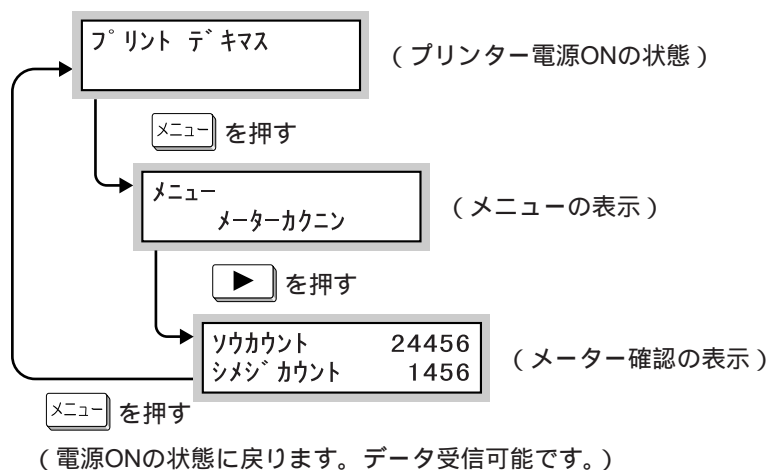 プリント デキマス
(プリンター電源ONの状態)
メニュー を押す
メニュー
メーターカクニン
(メニューの表示)
▶ を押す
ソウカウント 24456
シメジカウント 1456
(メーター確認の表示)
メニュー を押す
(電源ONの状態に戻ります。データ受信可能です。)